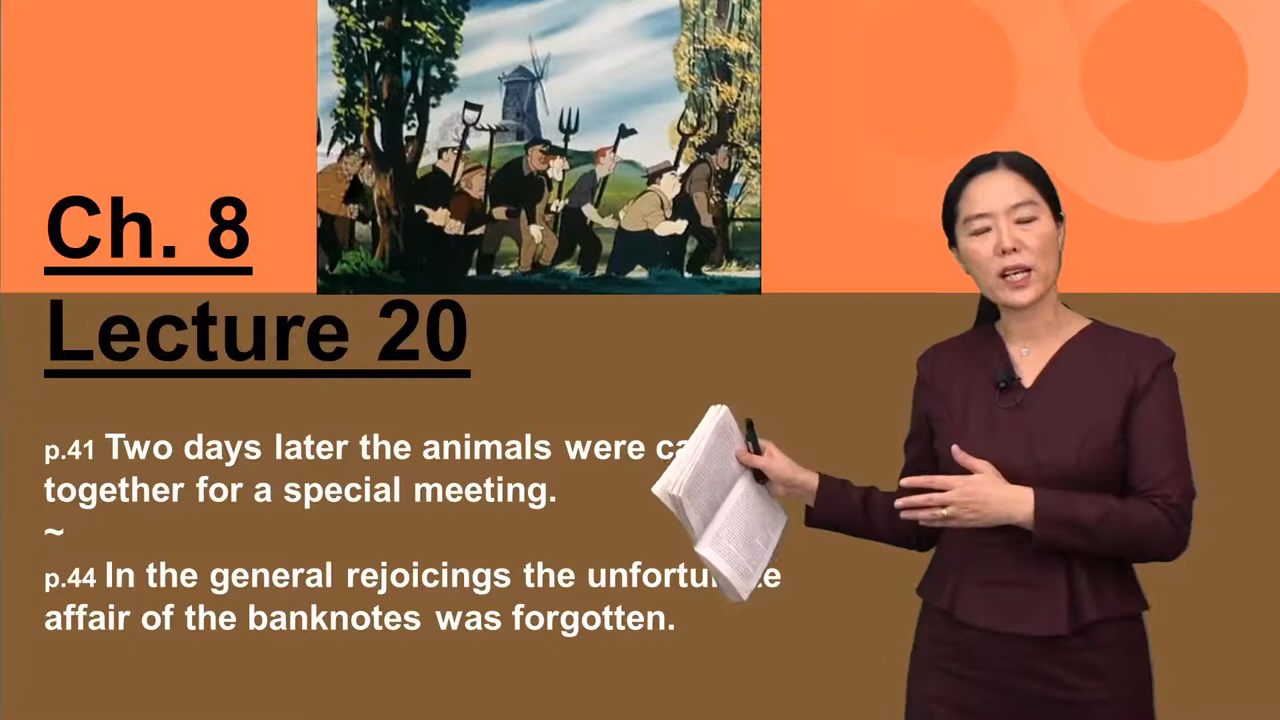 Ch. 8
Lecture 20
p.41 Two days later the animals were
together for a special meeting.
~
p.44 In the general rejoicings the
affair of the banknotes was forgotten.